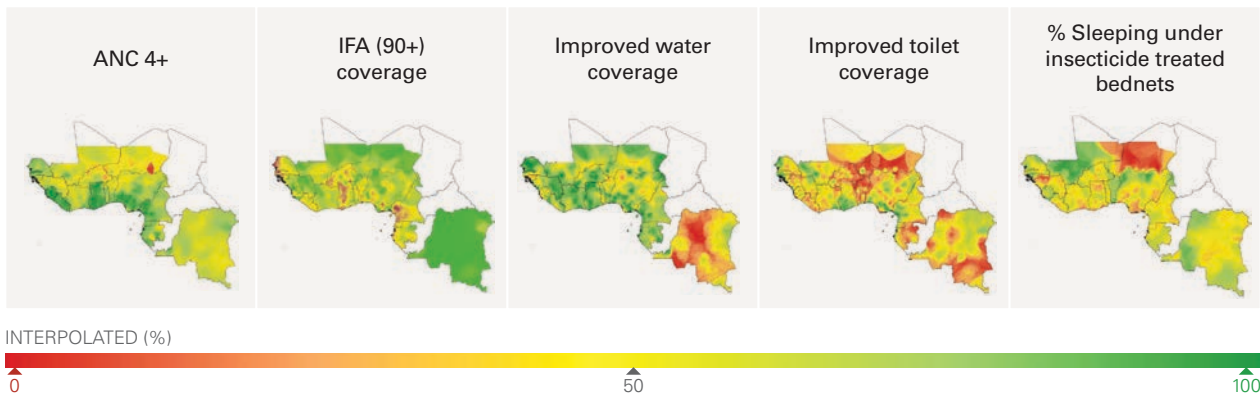 ANC 4+
IFA (90+)
coverage
Improved water
coverage
Improved toilet
coverage
% Sleeping under
insecticide treated
bednets
INTERPOLATED (%)
0
50
100